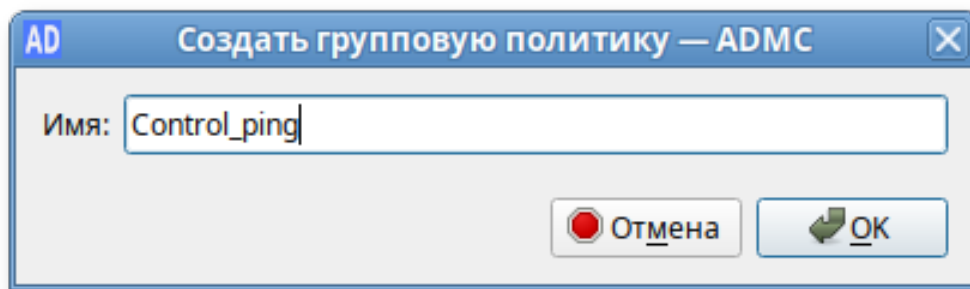 AD Создать групповую политику — ADMC
Имя: Control_ping
Отмена OK